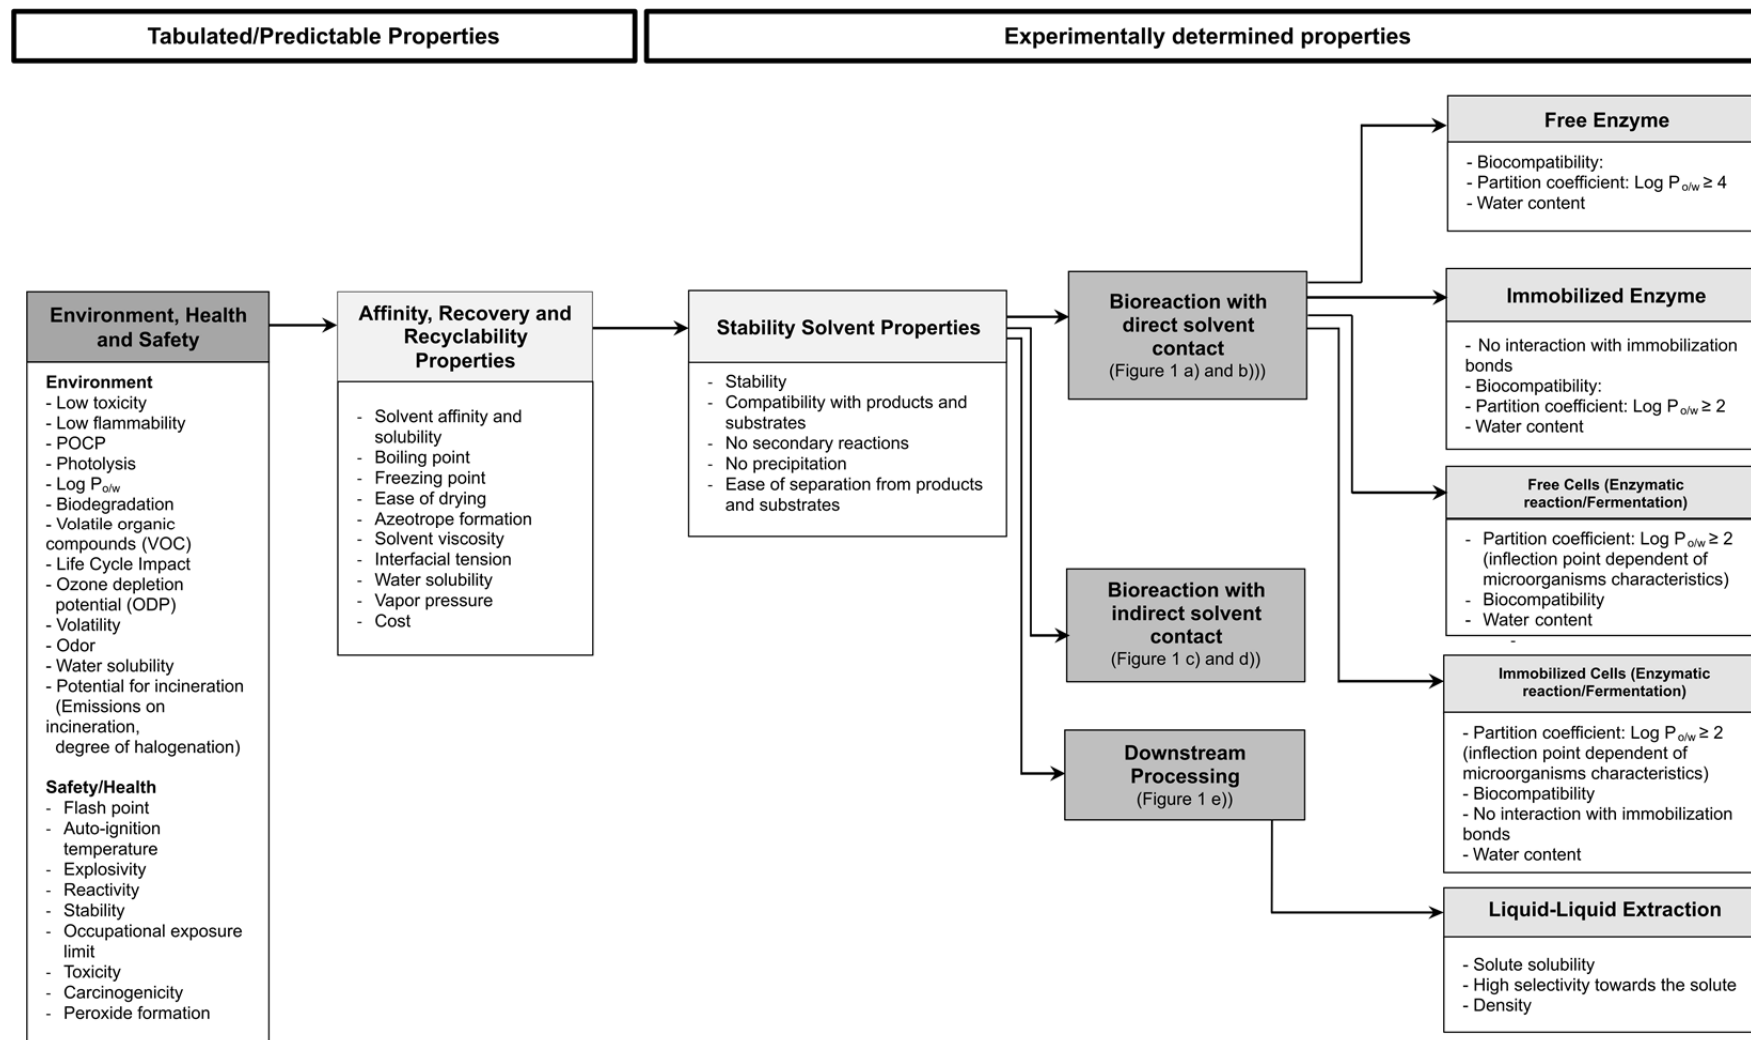 Tabulated/Predictable Properties
Experimentally determined properties
Environment, Health
and Safety
Environment
- Low toxicity
- Low flammability
- POCP
- Photolysis
- Log Po/w
- Biodegradation
- Volatile organic
compounds (VOC)
- Life Cycle Impact
- Ozone depletion
potential (ODP)
- Volatility
- Odor
- Water solubility
- Potential for incineration
(Emissions on
incineration,
degree of halogenation)
Safety/Health
- Flash point
- Auto-ignition
temperature
- Explosivity
- Reactivity
- Stability
- Occupational exposure
limit
- Toxicity
- Carcinogenicity
- Peroxide formation
Affinity, Recovery and
Recyclability
Properties
- Solvent affinity and
solubility
- Boiling point
- Freezing point
- Ease of drying
- Azeotrope formation
- Solvent viscosity
- Interfacial tension
- Water solubility
- Vapor pressure
- Cost
Stability Solvent Properties
- Stability
- Compatibility with products and
substrates
- No secondary reactions
- No precipitation
- Ease of separation from products
and substrates
Bioreaction with
direct solvent
contact
(Figure 1 a) and b)))
Bioreaction with
indirect solvent
contact
(Figure 1 c) and d))
Downstream
Processing
(Figure 1 e))
Free Enzyme
- Biocompatibility:
- Partition coefficient: Log P o/w ≥ 4
- Water content
Immobilized Enzyme
- No interaction with immobilization
bonds
- Biocompatibility:
- Partition coefficient: Log P o/w ≥ 2
- Water content
Free Cells (Enzymatic
reaction/Fermentation)
- Partition coefficient: Log P o/w ≥ 2
(inflection point dependent of
microorganisms characteristics)
- Biocompatibility
- Water content
-
Immobilized Cells (Enzymatic
reaction/Fermentation)
- Partition coefficient: Log P o/w ≥ 2
(inflection point dependent of
microorganisms characteristics)
- Biocompatibility
- No interaction with immobilization
bonds
- Water content
Liquid-Liquid Extraction
- Solute solubility
- High selectivity towards the solute
- Density